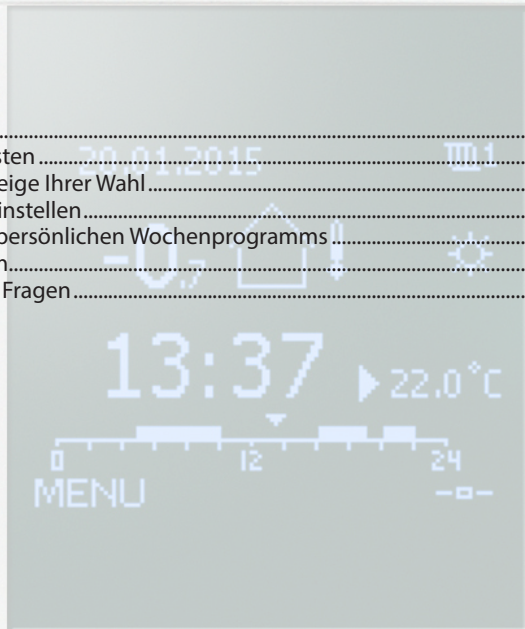 ....................................................................
sten....................................................................
eige Ihrer Wahl....................................................................
instellen....................................................................
persönlichen Wochenprogramms....................................................................
n....................................................................
Fragen....................................................................
20.01.2015 1
-0,7
13:37 22.0°C
0 12 24
MENU